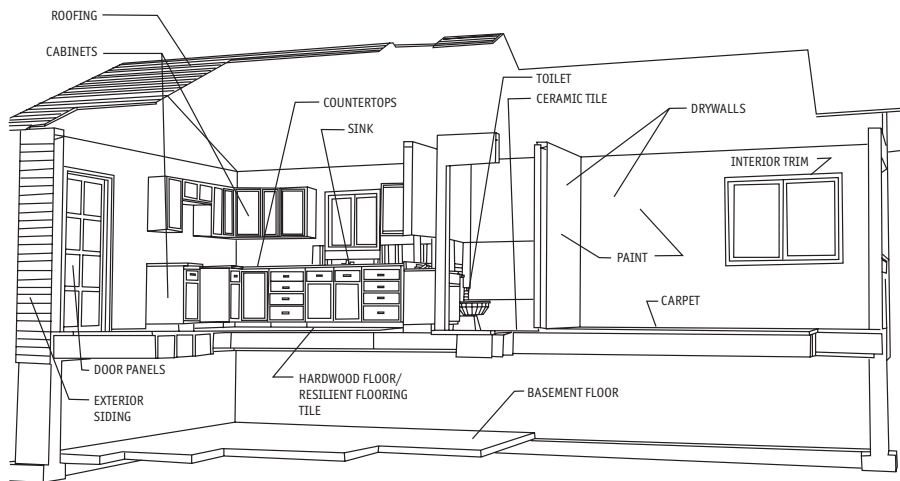 ROOFING
CABINETS
TOILET
CERAMIC TILE
COUNTERTOPS
DRYWALLS
SINK
INTERIOR TRIM
PAINT
CARPET
DOOR PANELS
HARDWOOD FLOOR/
RESILIENT FLOORING
TILE
BASEMENT FLOOR
EXTERIOR
SIDING